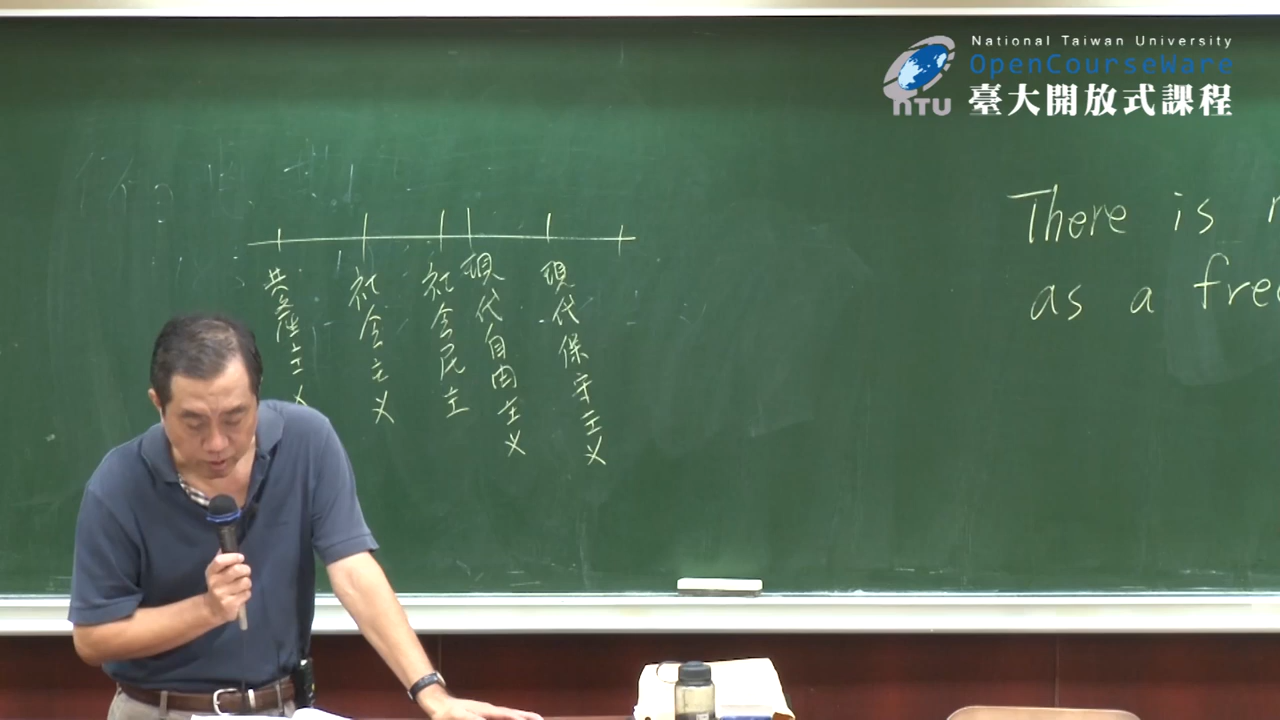 National Taiwan University
OpenCourseWare
臺大開放式課程
nTU
There is
as a free
共產主义
社会主义
社会民主
現代自由主义
現代保守主义